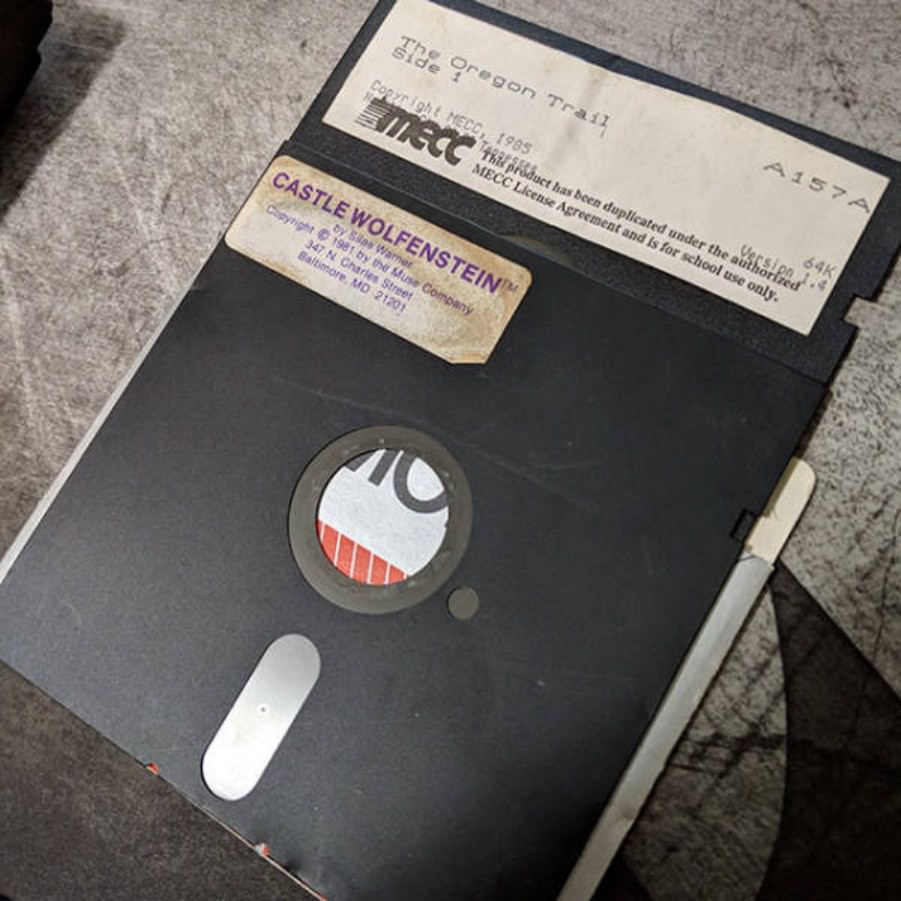 The Oregon Trail
Side 1
Copyright MECC, 1985
mecc
This product has been duplicated under the authorized
MECC License Agreement and is for school use only.
A157 A
64K
Version 1.4
CASTLE WOLFENSTEIN™
by Silas Warner
Copyright © 1981 by the Muse Company
347 N. Charles Street
Baltimore, MD 21201